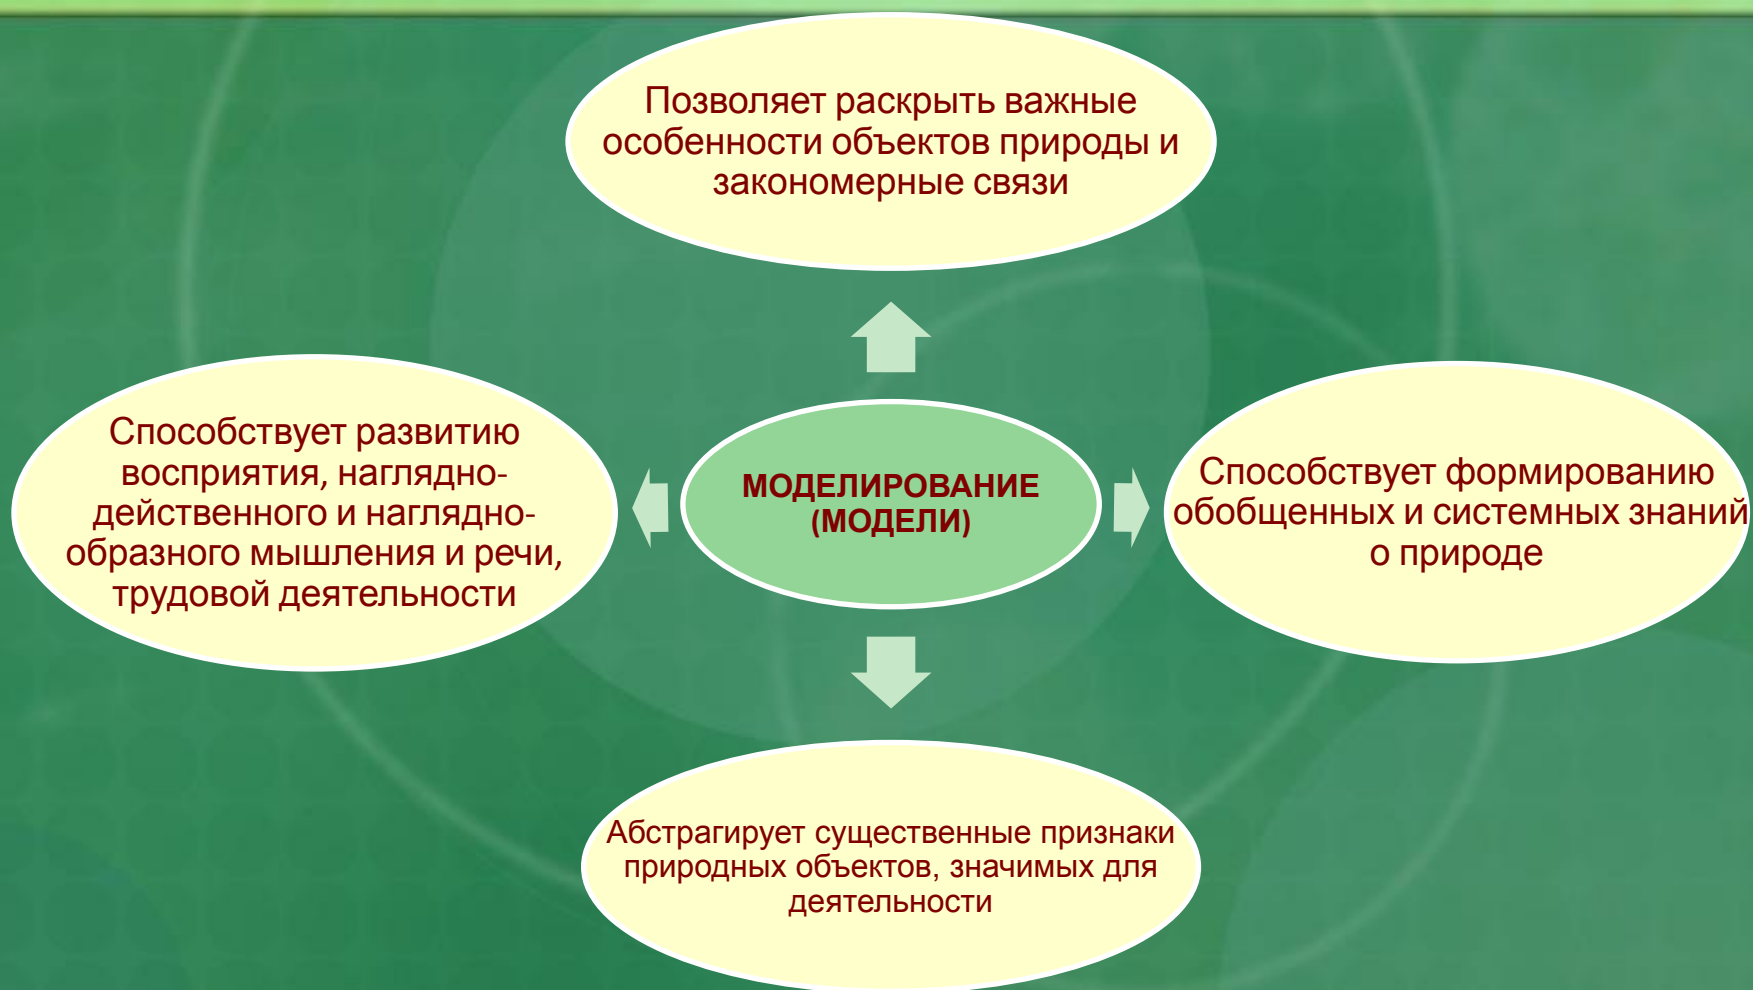 Позволяет раскрыть важные
особенности объектов природы и
закономерные связи
Способствует развитию
восприятия, наглядно-
действенного и наглядно-
образного мышления и речи,
трудовой деятельности
МОДЕЛИРОВАНИЕ
(МОДЕЛИ)
Способствует формированию
обобщенных и системных знаний
о природе
Абстрагирует существенные признаки
природных объектов, значимых для
деятельности